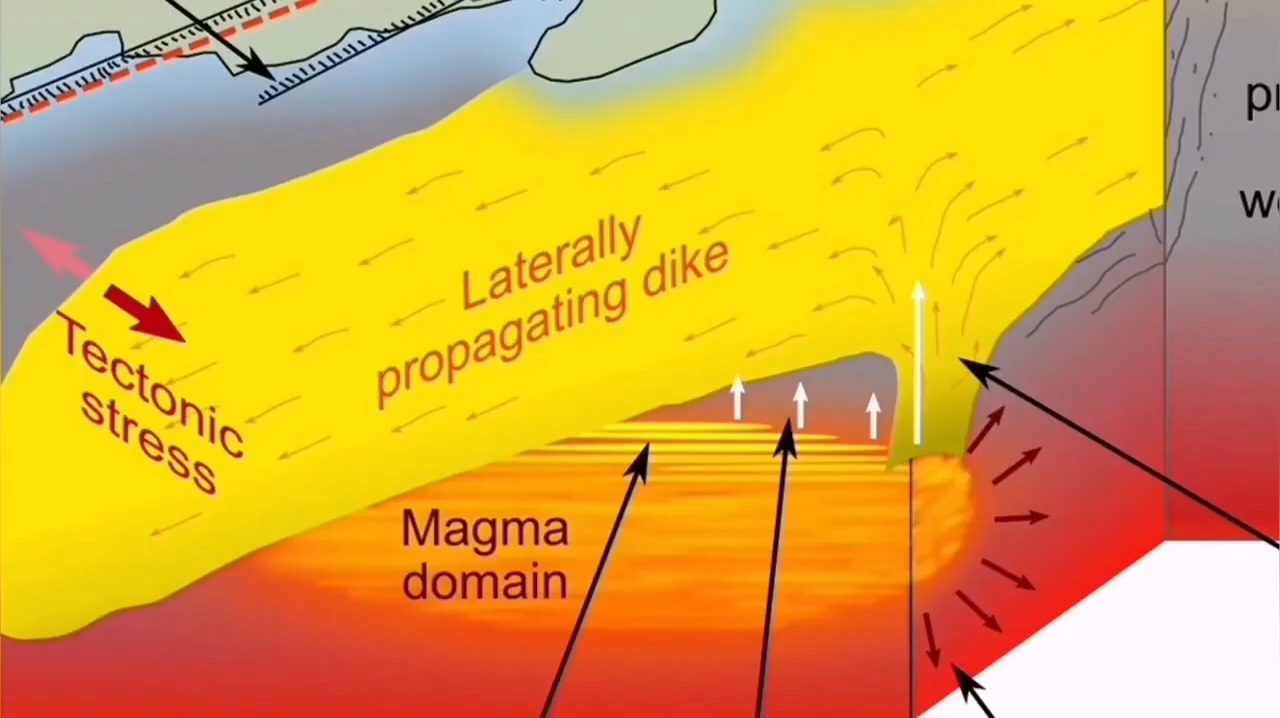 Laterally
propagating dike
Tectonic
stress
Magma
domain